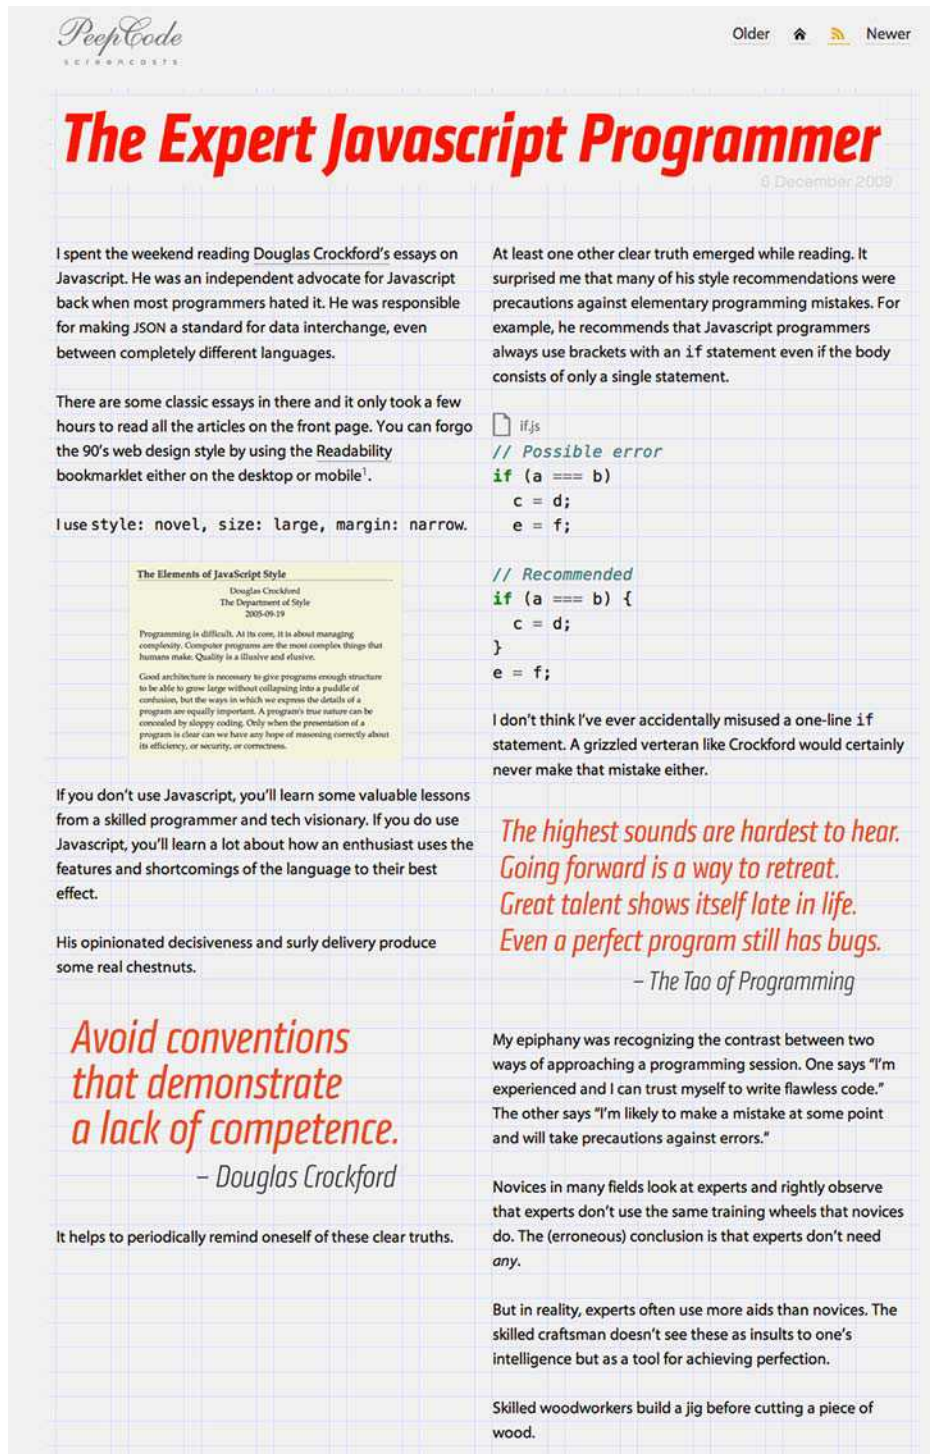 PeepCode
screencasts
Older
Newer
The Expert Javascript Programmer
6 December 2009
I spent the weekend reading Douglas Crockford's essays on
Javascript. He was an independent advocate for Javascript
back when most programmers hated it. He was responsible
for making JSON a standard for data interchange, even
between completely different languages.
There are some classic essays in there and it only took a few
hours to read all the articles on the front page. You can forgo
the 90's web design style by using the Readability
bookmarklet either on the desktop or mobile¹.
I use style: novel, size: large, margin: narrow.
The Elements of JavaScript Style
Douglas Crockford
The Department of Style
2005-09-19
Programming is difficult. At its core, it is about managing
complexity. Computer programs are the most complex things that
humans make. Quality is a illusive and elusive.
Good architecture is necessary to give programs enough structure
to be able to grow large without collapsing into a puddle of
confusion, but the ways in which we express the details of a
program are equally important. A program's true nature can be
concealed by sloppy coding. Only when the presentation of a
program is clear can we have any hope of reasoning correctly about
its efficiency, or security, or correctness.
If you don't use Javascript, you'll learn some valuable lessons
from a skilled programmer and tech visionary. If you do use
Javascript, you'll learn a lot about how an enthusiast uses the
features and shortcomings of the language to their best
effect.
His opinionated decisiveness and surly delivery produce
some real chestnuts.
Avoid conventions
that demonstrate
a lack of competence.
– Douglas Crockford
It helps to periodically remind oneself of these clear truths.
At least one other clear truth emerged while reading. It
surprised me that many of his style recommendations were
precautions against elementary programming mistakes. For
example, he recommends that Javascript programmers
always use brackets with an if statement even if the body
consists of only a single statement.
if.js
// Possible error
if (a === b)
  c = d;
  e = f;
// Recommended
if (a === b) {
  c = d;
}
e = f;
I don't think I've ever accidentally misused a one-line if
statement. A grizzled verteran like Crockford would certainly
never make that mistake either.
The highest sounds are hardest to hear.
Going forward is a way to retreat.
Great talent shows itself late in life.
Even a perfect program still has bugs.
– The Tao of Programming
My epiphany was recognizing the contrast between two
ways of approaching a programming session. One says "I'm
experienced and I can trust myself to write flawless code."
The other says "I'm likely to make a mistake at some point
and will take precautions against errors."
Novices in many fields look at experts and rightly observe
that experts don't use the same training wheels that novices
do. The (erroneous) conclusion is that experts don't need
any.
But in reality, experts often use more aids than novices. The
skilled craftsman doesn't see these as insults to one's
intelligence but as a tool for achieving perfection.
Skilled woodworkers build a jig before cutting a piece of
wood.